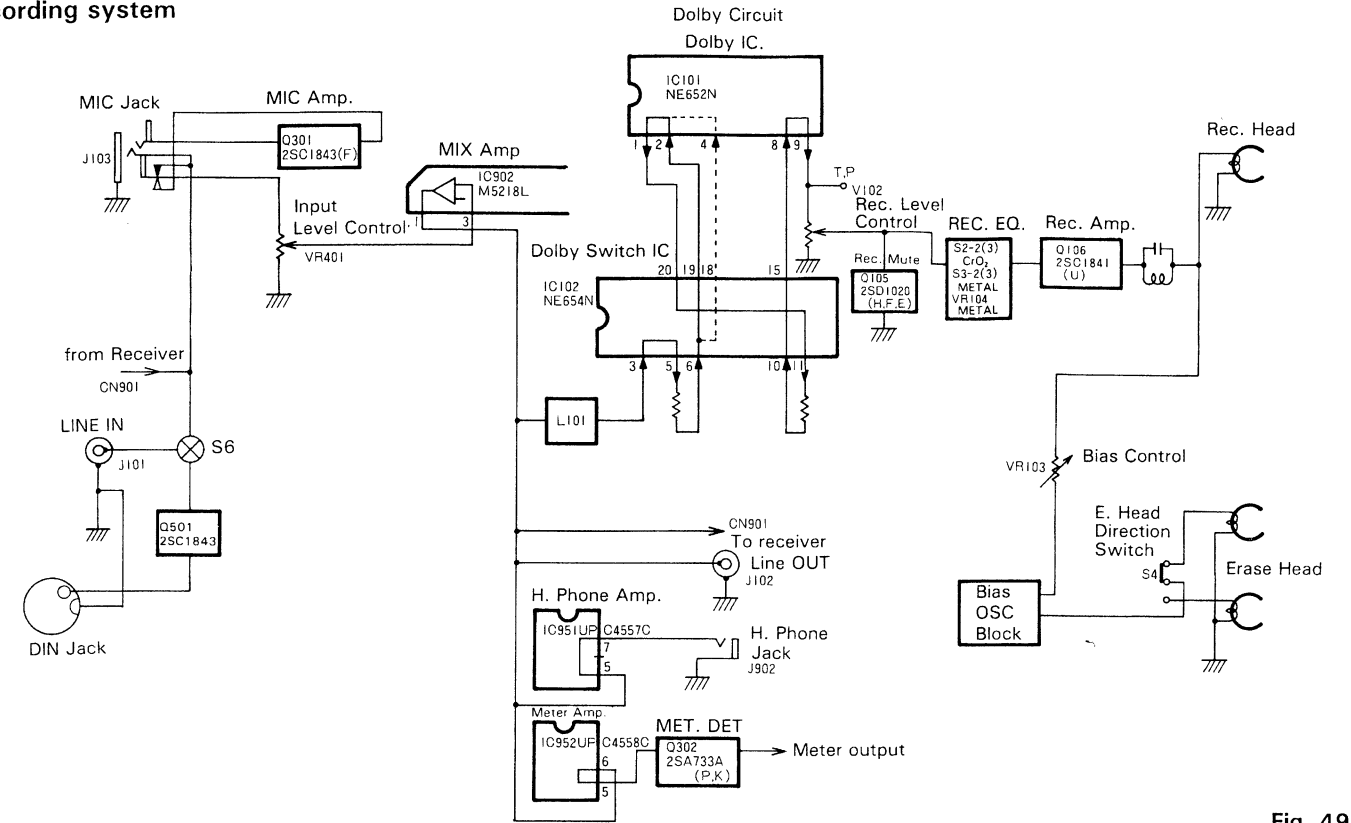 cording system
Dolby Circuit
Dolby IC.
IC101
NE652N
1
2
4
8
9
MIC Jack
MIC Amp.
J103
Q301
2SC1843(F)
MIX Amp
IC902
M5218L
1
3
Input
Level Control
VR401
T,P
V102
Rec. Level
Control
Rec. Mute
Q105
2SD1020
(H,F,E)
REC. EQ.
S2-2(3)
CrO₂
S3-2(3)
METAL
VR104
METAL
Rec. Amp.
Q106
2SC1841
(U)
Rec. Head
Dolby Switch IC
20
19
18
15
IC102
NE654N
3
5
6
10
11
L101
from Receiver
CN901
LINE IN
J101
S6
Q501
2SC1843
DIN Jack
CN901
To receiver
Line OUT
J102
H. Phone Amp.
IC951UP
C4557C
7
5
H. Phone
Jack
J902
Meter Amp.
IC952UP
C4558C
6
5
MET. DET
Q302
2SA733A
(P,K)
Meter output
VR103
Bias Control
E. Head
Direction
Switch
S4
Erase Head
Bias
OSC
Block
Fig. 49